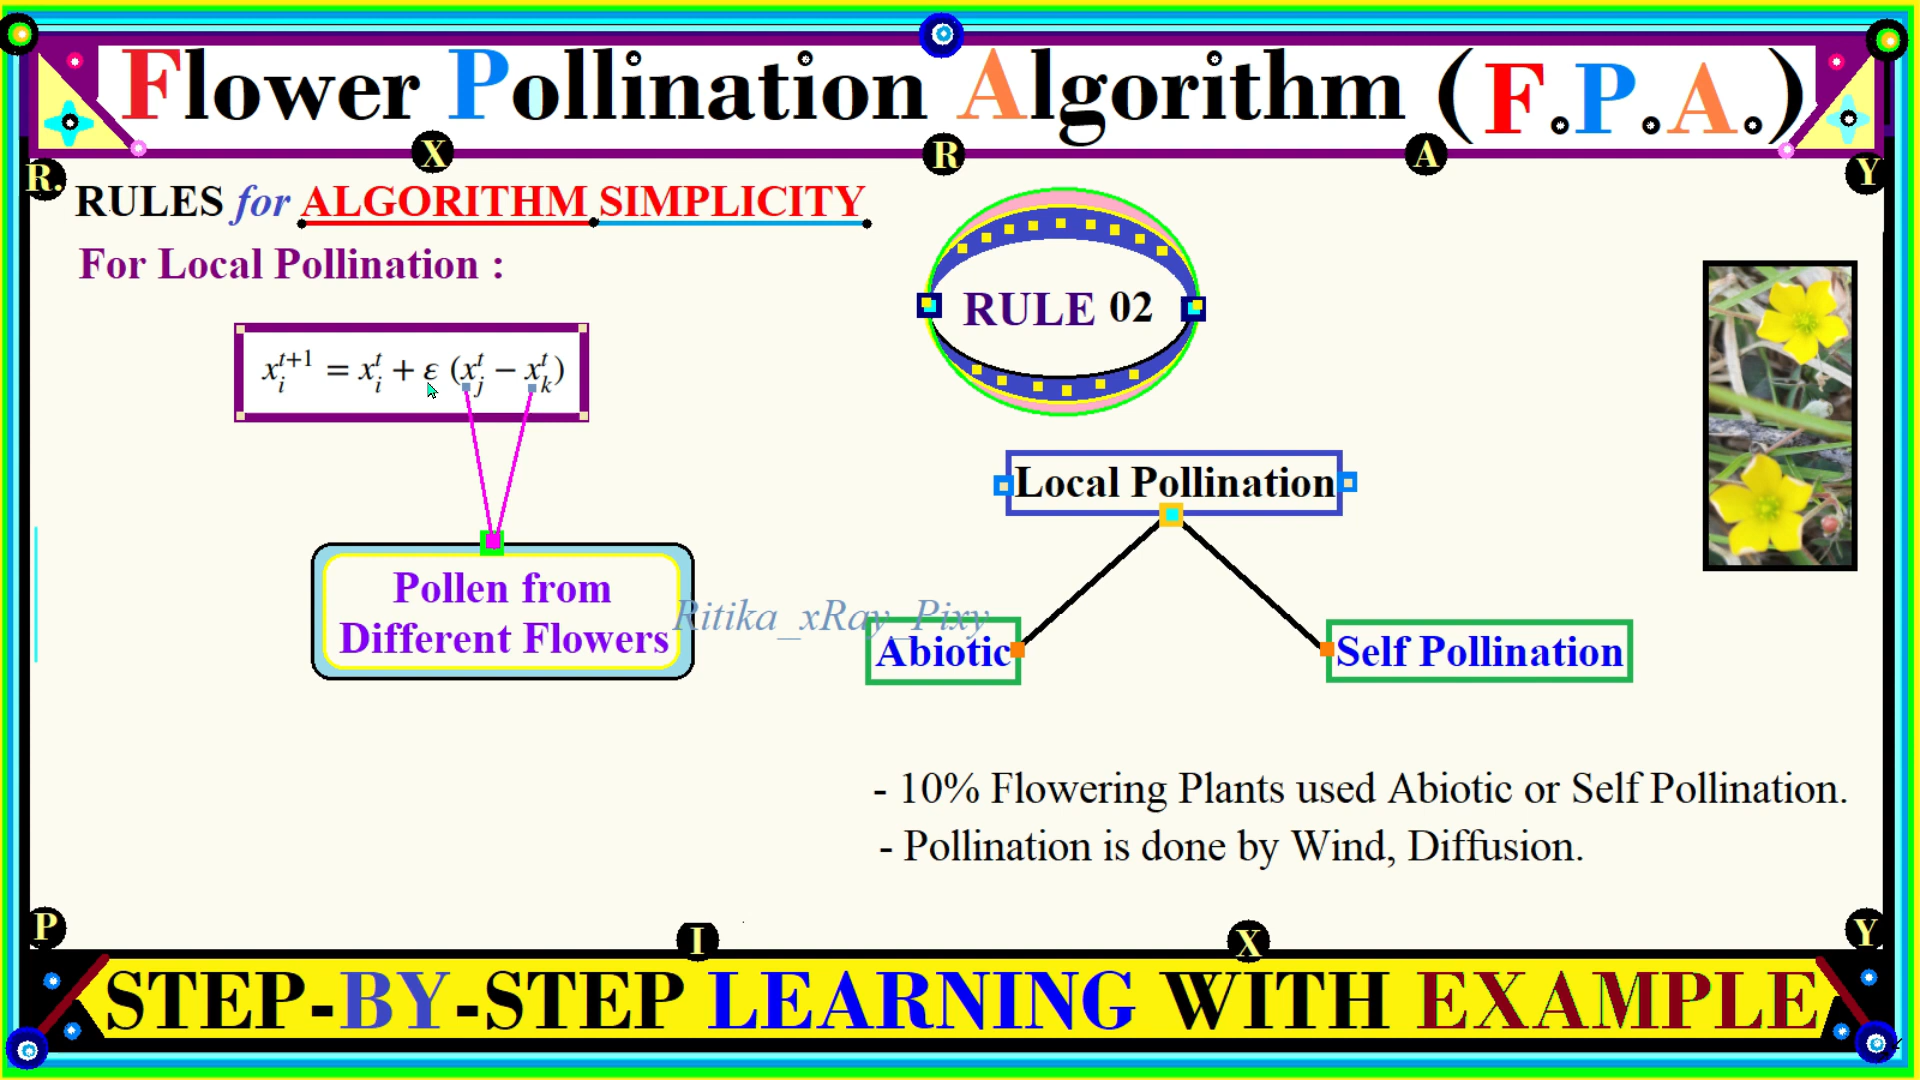 Flower Pollination Algorithm (F.P.A.)
X R A
R. Y
RULES for ALGORITHM SIMPLICITY
For Local Pollination :
RULE 02
x_i^{t+1} = x_i^t + ε (x_j^t − x_k^t)
Local Pollination
Pollen from
Different Flowers
Ritika_xRay_Pixy
Abiotic
Self Pollination
- 10% Flowering Plants used Abiotic or Self Pollination.
- Pollination is done by Wind, Diffusion.
P I X Y
STEP-BY-STEP LEARNING WITH EXAMPLE